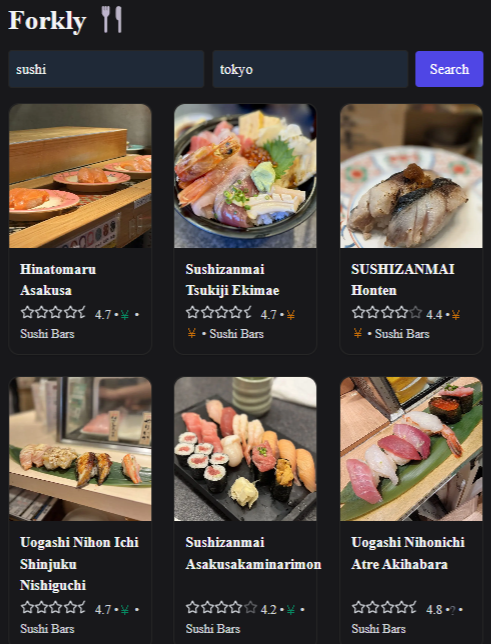 Forkly
sushi
tokyo
Search
Hinatomaru
Asakusa
4.7 • ¥ •
Sushi Bars
Sushizanmai
Tsukiji Ekimae
4.7 • ¥
¥ • Sushi Bars
SUSHIZANMAI
Honten
4.4 • ¥
¥ • Sushi Bars
Uogashi Nihon Ichi
Shinjuku
Nishiguchi
4.7 • ¥ •
Sushi Bars
Sushizanmai
Asakusakaminarimon
4.2 • ¥ •
Sushi Bars
Uogashi Nihonichi
Atre Akihabara
4.8 • ? •
Sushi Bars